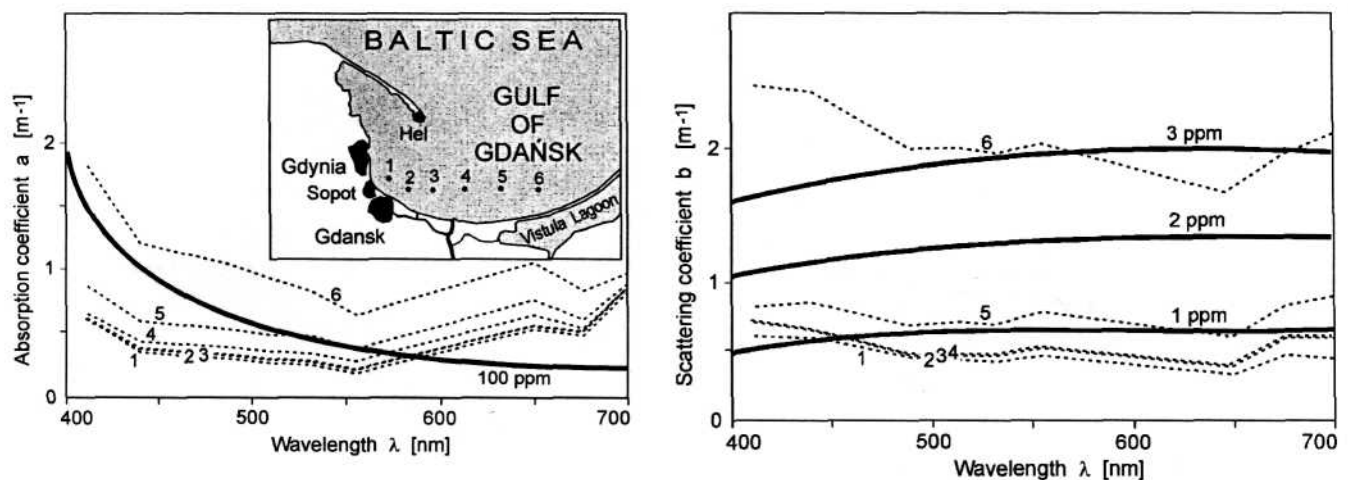 Absorption coefficient a [m-1]
2
1
0
400
500
600
700
Wavelength λ [nm]
BALTIC SEA
GULF
OF
GDAŃSK
Hel
Gdynia
Sopot
Gdansk
Vistula Lagoon
1
2
3
4
5
6
6
5
4
1
2 3
100 ppm
Scattering coefficient b [m-1]
2
1
0
400
500
600
700
Wavelength λ [nm]
6
3 ppm
2 ppm
5
1 ppm
1
234